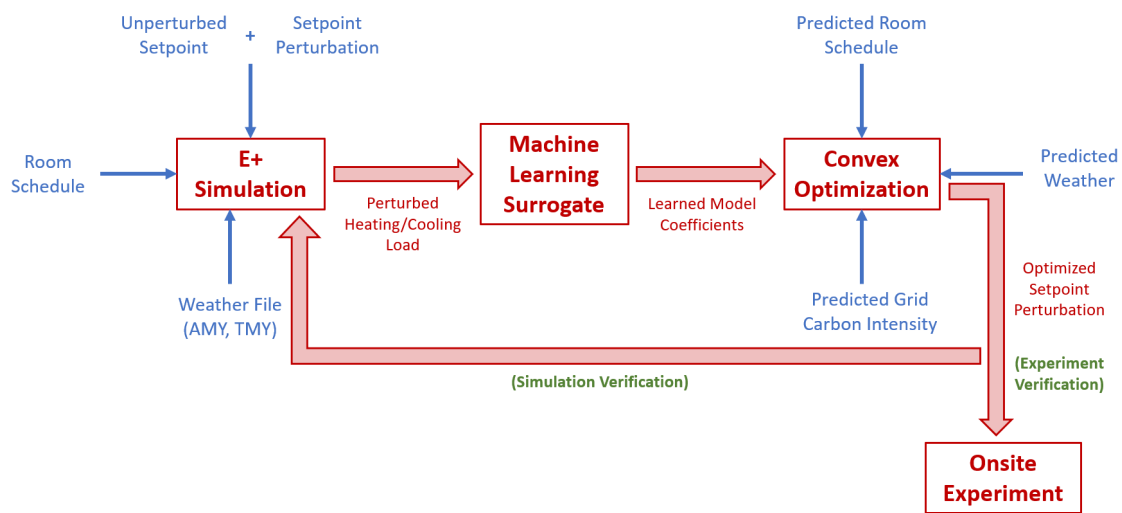 Unperturbed
Setpoint
+
Setpoint
Perturbation
Predicted Room
Schedule
Room
Schedule
E+
Simulation
Machine
Learning
Surrogate
Convex
Optimization
Predicted
Weather
Perturbed
Heating/Cooling
Load
Learned Model
Coefficients
Weather File
(AMY, TMY)
Predicted Grid
Carbon Intensity
Optimized
Setpoint
Perturbation
(Simulation Verification)
(Experiment
Verification)
Onsite
Experiment